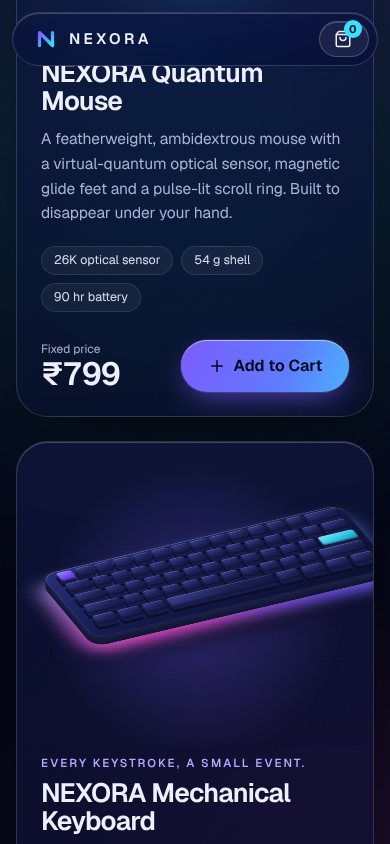 NEXORA
0
NEXORA Quantum
Mouse
A featherweight, ambidextrous mouse with
a virtual-quantum optical sensor, magnetic
glide feet and a pulse-lit scroll ring. Built to
disappear under your hand.
26K optical sensor
54 g shell
90 hr battery
Fixed price
₹799
+ Add to Cart
EVERY KEYSTROKE, A SMALL EVENT.
NEXORA Mechanical
Keyboard